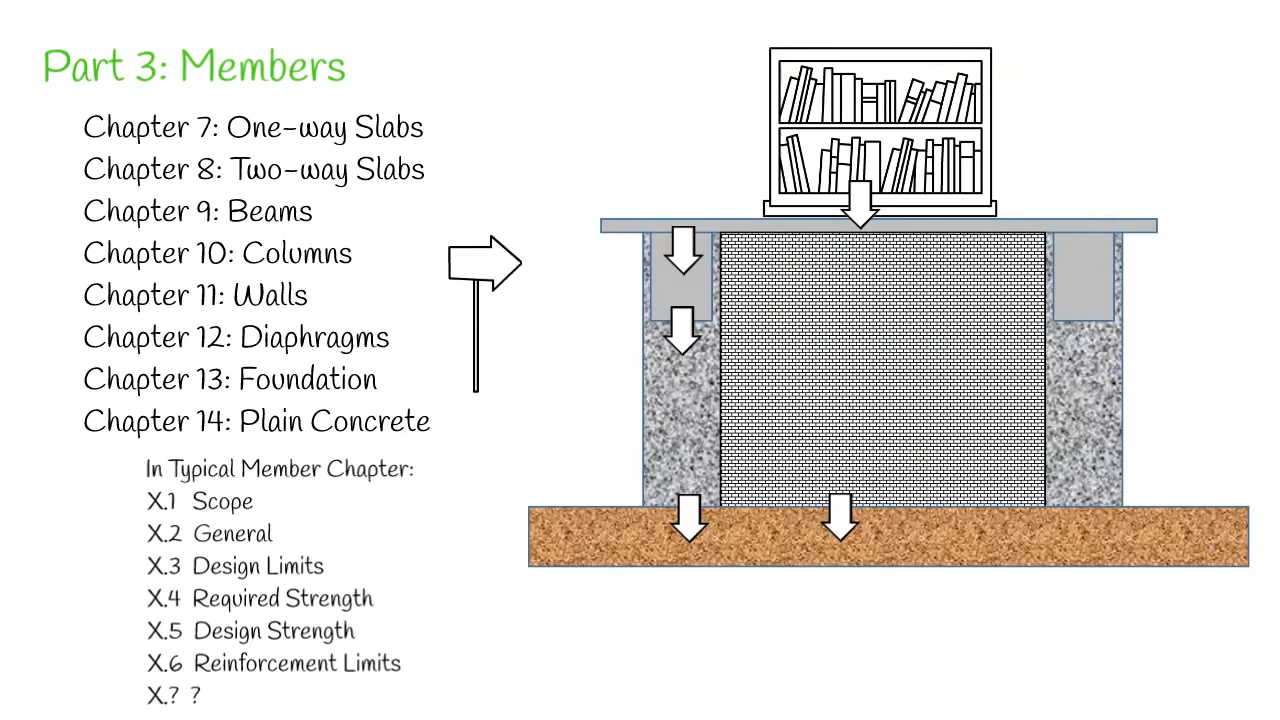 Part 3: Members
Chapter 7: One-way Slabs
Chapter 8: Two-way Slabs
Chapter 9: Beams
Chapter 10: Columns
Chapter 11: Walls
Chapter 12: Diaphragms
Chapter 13: Foundation
Chapter 14: Plain Concrete
In Typical Member Chapter:
X.1 Scope
X.2 General
X.3 Design Limits
X.4 Required Strength
X.5 Design Strength
X.6 Reinforcement Limits
X.? ?